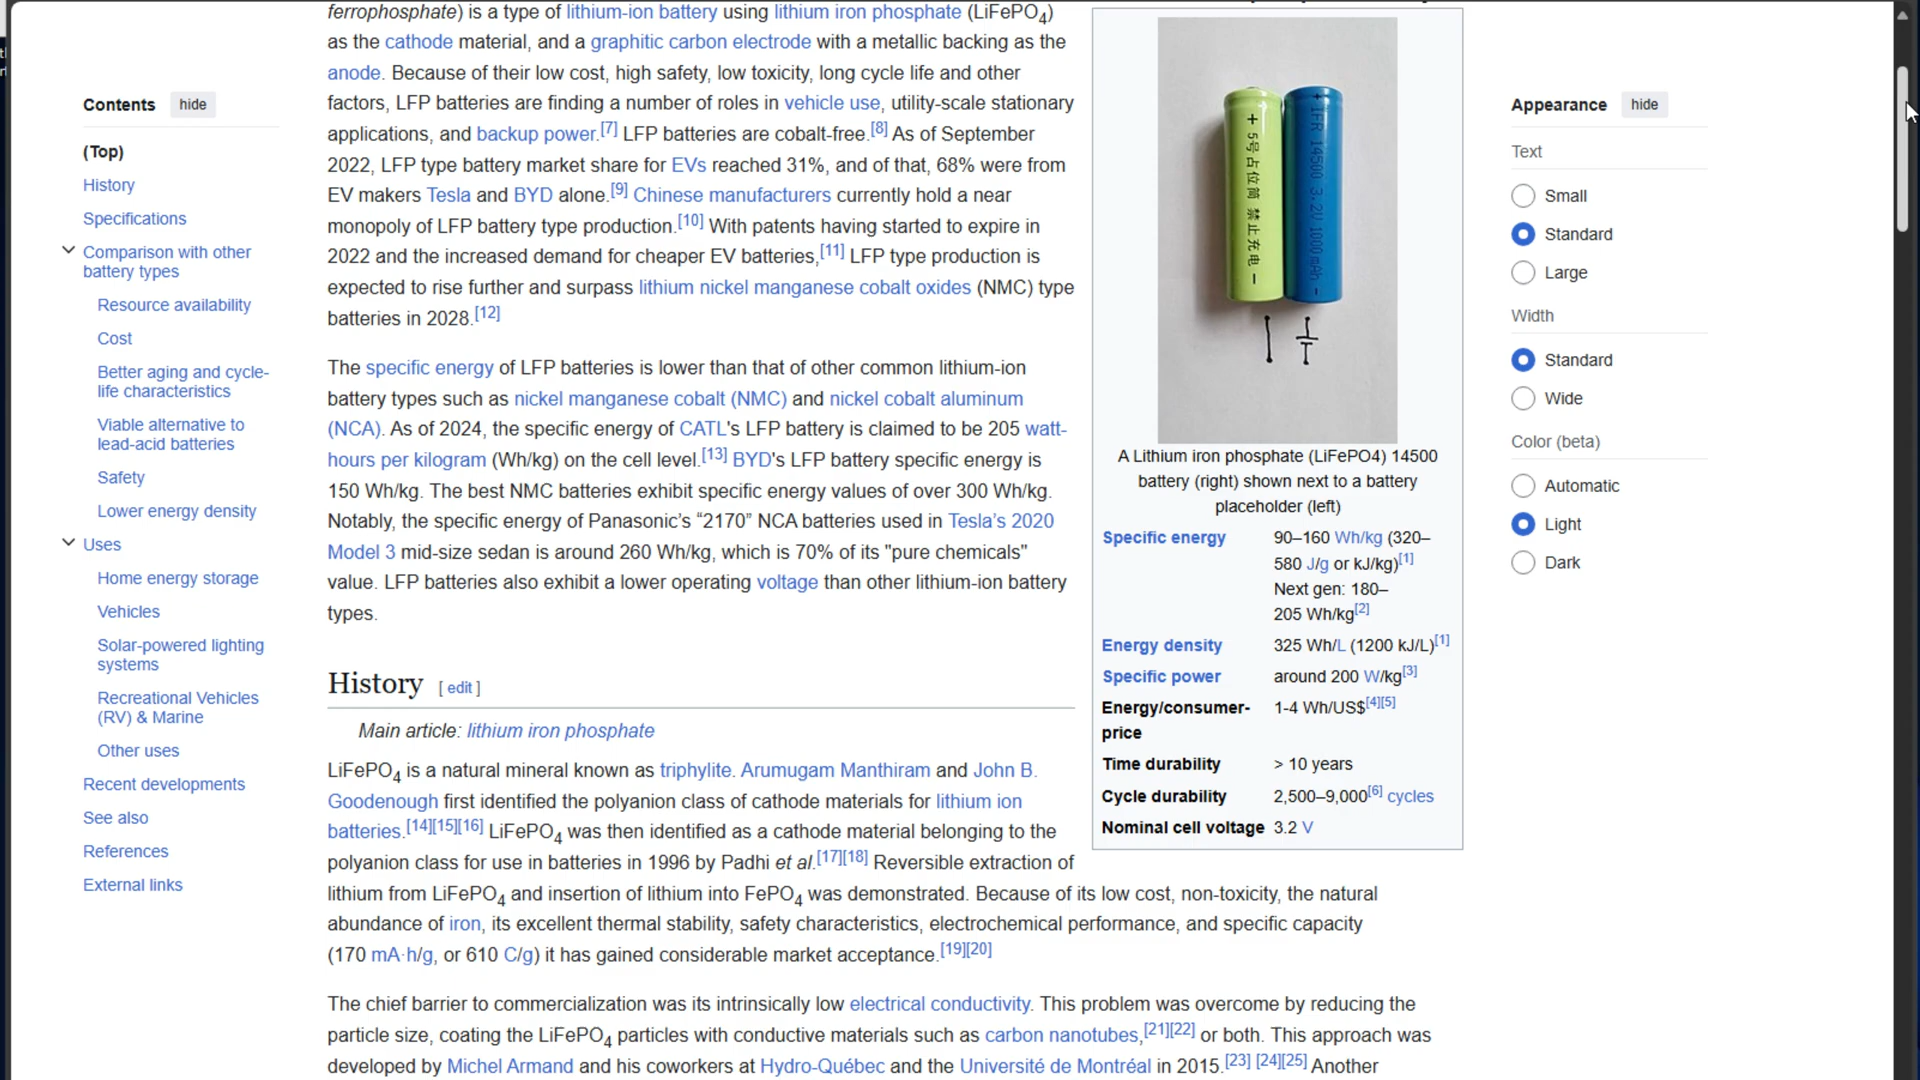 Contents hide
(Top)
History
Specifications
Comparison with other
battery types
Resource availability
Cost
Better aging and cycle-
life characteristics
Viable alternative to
lead-acid batteries
Safety
Lower energy density
Uses
Home energy storage
Vehicles
Solar-powered lighting
systems
Recreational Vehicles
(RV) & Marine
Other uses
Recent developments
See also
References
External links
ferrophosphate) is a type of lithium-ion battery using lithium iron phosphate (LiFePO4)
as the cathode material, and a graphitic carbon electrode with a metallic backing as the
anode. Because of their low cost, high safety, low toxicity, long cycle life and other
factors, LFP batteries are finding a number of roles in vehicle use, utility-scale stationary
applications, and backup power.[7] LFP batteries are cobalt-free.[8] As of September
2022, LFP type battery market share for EVs reached 31%, and of that, 68% were from
EV makers Tesla and BYD alone.[9] Chinese manufacturers currently hold a near
monopoly of LFP battery type production.[10] With patents having started to expire in
2022 and the increased demand for cheaper EV batteries,[11] LFP type production is
expected to rise further and surpass lithium nickel manganese cobalt oxides (NMC) type
batteries in 2028.[12]
The specific energy of LFP batteries is lower than that of other common lithium-ion
battery types such as nickel manganese cobalt (NMC) and nickel cobalt aluminum
(NCA). As of 2024, the specific energy of CATL's LFP battery is claimed to be 205 watt-
hours per kilogram (Wh/kg) on the cell level.[13] BYD's LFP battery specific energy is
150 Wh/kg. The best NMC batteries exhibit specific energy values of over 300 Wh/kg.
Notably, the specific energy of Panasonic’s “2170” NCA batteries used in Tesla’s 2020
Model 3 mid-size sedan is around 260 Wh/kg, which is 70% of its "pure chemicals"
value. LFP batteries also exhibit a lower operating voltage than other lithium-ion battery
types.
History [ edit ]
Main article: lithium iron phosphate
LiFePO4 is a natural mineral known as triphylite. Arumugam Manthiram and John B.
Goodenough first identified the polyanion class of cathode materials for lithium ion
batteries.[14][15][16] LiFePO4 was then identified as a cathode material belonging to the
polyanion class for use in batteries in 1996 by Padhi et al.[17][18] Reversible extraction of
lithium from LiFePO4 and insertion of lithium into FePO4 was demonstrated. Because of its low cost, non-toxicity, the natural
abundance of iron, its excellent thermal stability, safety characteristics, electrochemical performance, and specific capacity
(170 mA·h/g, or 610 C/g) it has gained considerable market acceptance.[19][20]
The chief barrier to commercialization was its intrinsically low electrical conductivity. This problem was overcome by reducing the
particle size, coating the LiFePO4 particles with conductive materials such as carbon nanotubes,[21][22] or both. This approach was
developed by Michel Armand and his coworkers at Hydro-Québec and the Université de Montréal in 2015.[23] [24][25] Another
+ 5号占位筒 禁止充电 -
+ IFR 14500 3.2V 1000mAh -
A Lithium iron phosphate (LiFePO4) 14500
battery (right) shown next to a battery
placeholder (left)
Specific energy 90–160 Wh/kg (320–
580 J/g or kJ/kg)[1]
Next gen: 180–
205 Wh/kg[2]
Energy density 325 Wh/L (1200 kJ/L)[1]
Specific power around 200 W/kg[3]
Energy/consumer- 1-4 Wh/US$[4][5]
price
Time durability > 10 years
Cycle durability 2,500–9,000[6] cycles
Nominal cell voltage 3.2 V
Appearance hide
Text
Small
Standard
Large
Width
Standard
Wide
Color (beta)
Automatic
Light
Dark